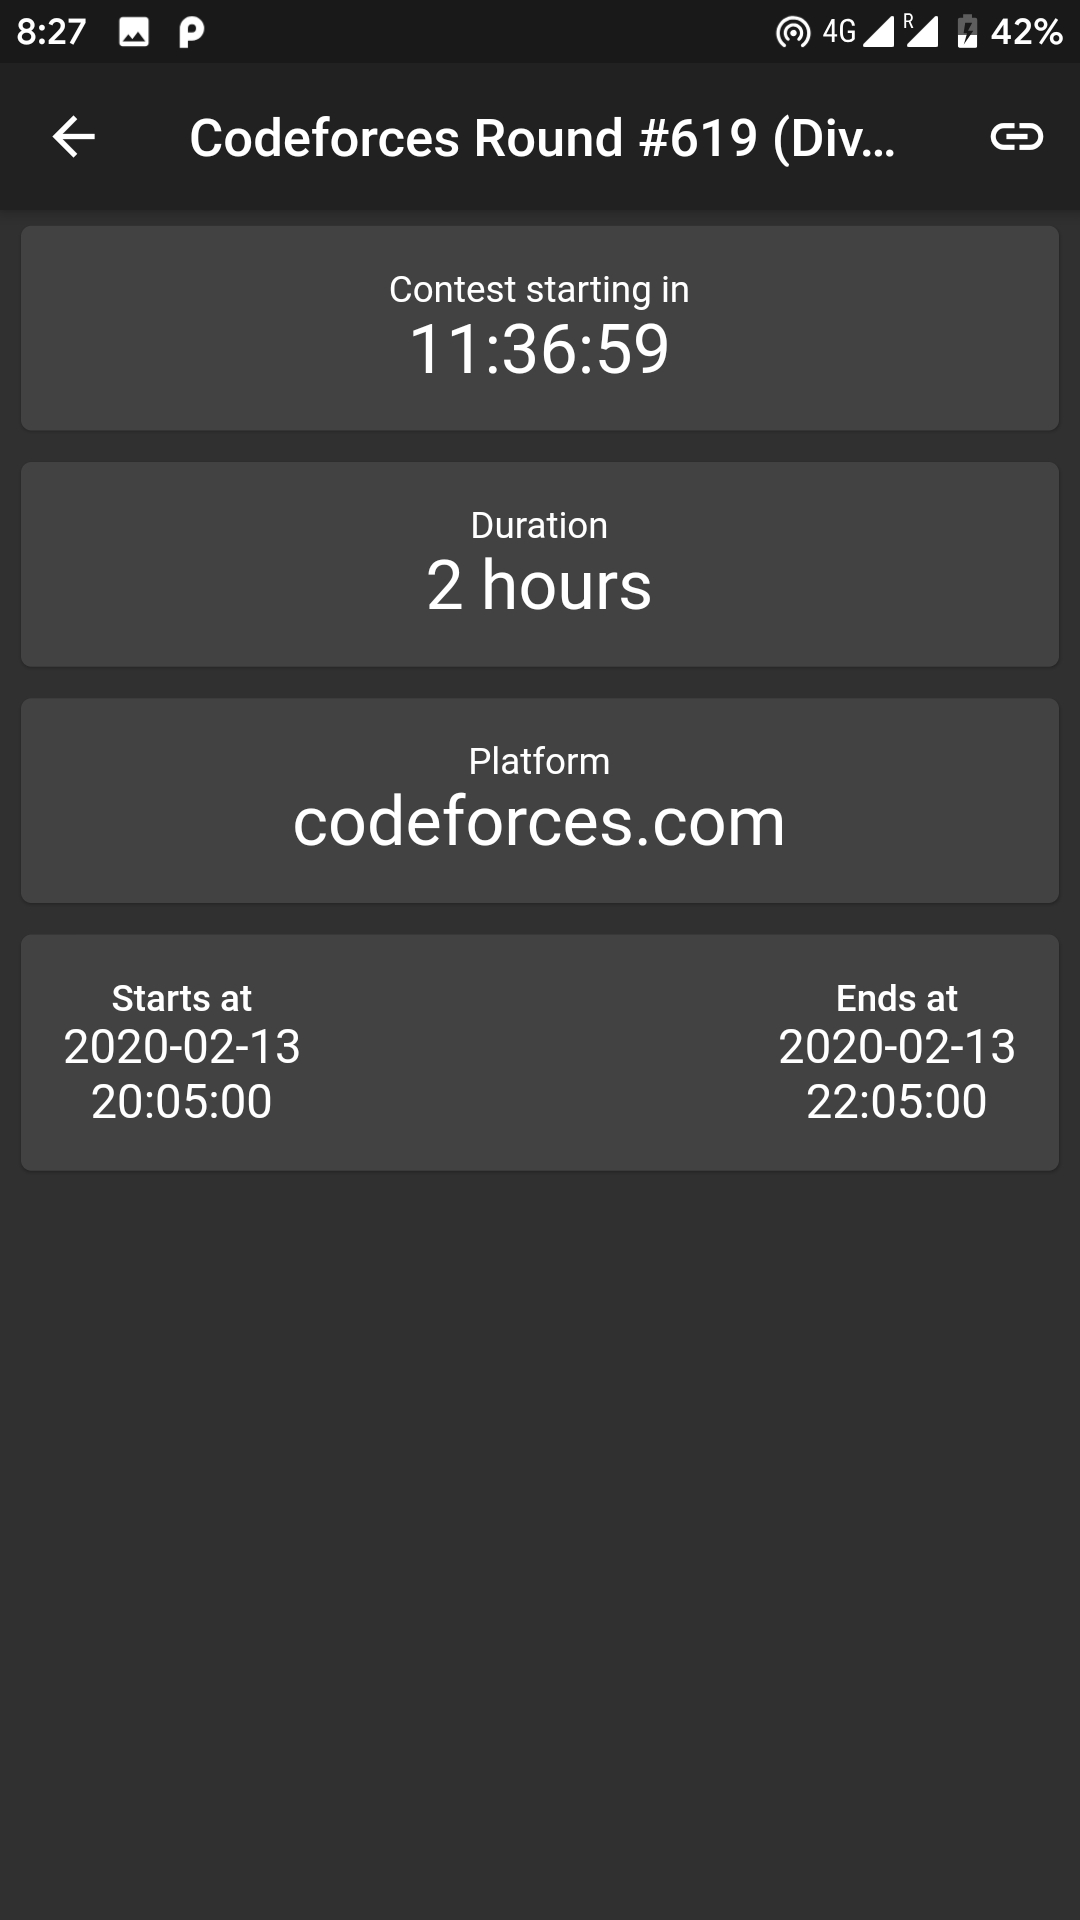 8:27 4G R 42%
Codeforces Round #619 (Div...
Contest starting in
11:36:59
Duration
2 hours
Platform
codeforces.com
Starts at Ends at
2020-02-13 2020-02-13
20:05:00 22:05:00